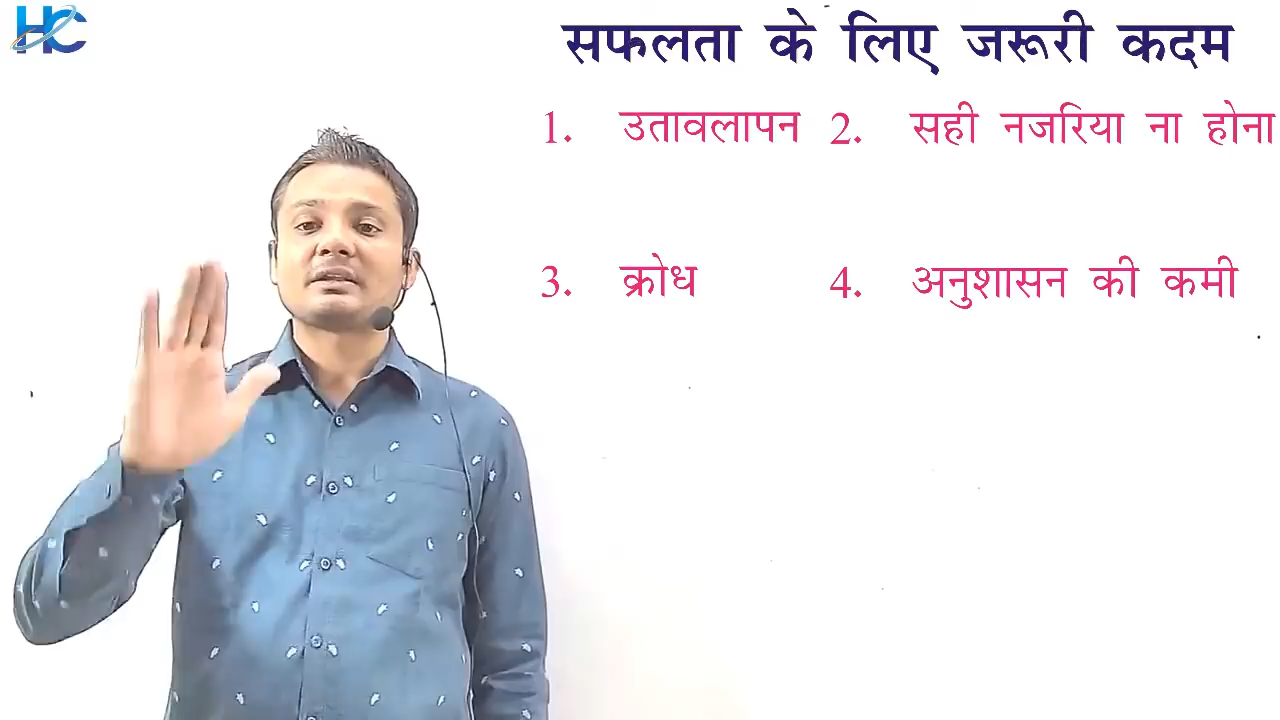 HC
सफलता के लिए जरूरी कदम
1. उतावलापन 2. सही नजरिया ना होना
3. क्रोध 4. अनुशासन की कमी